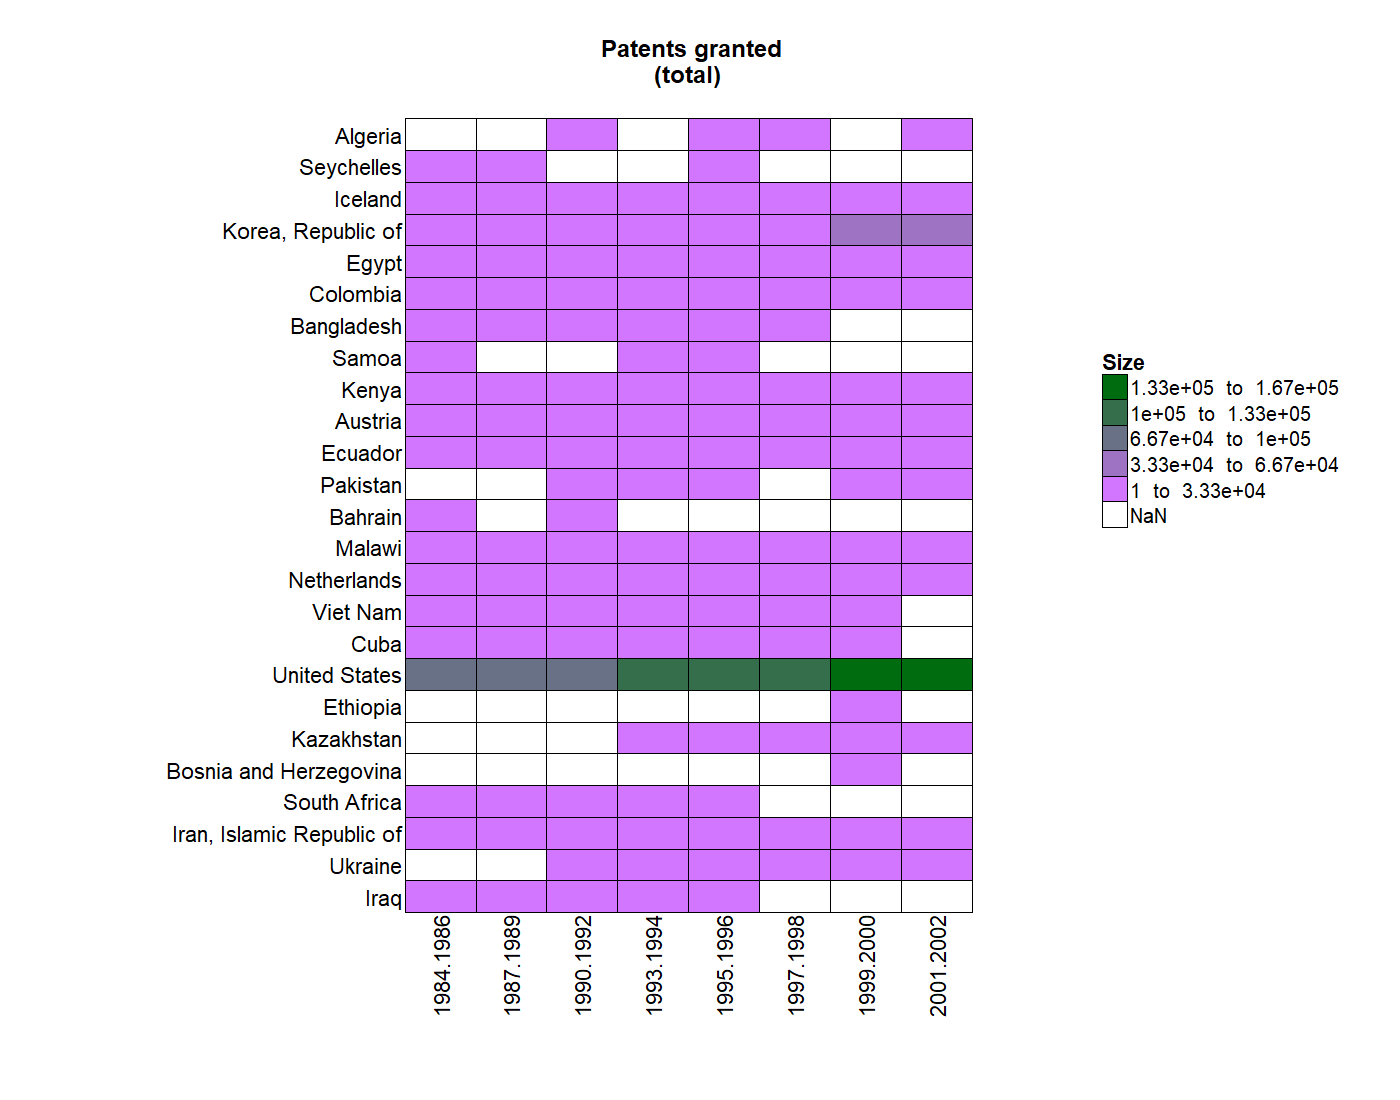 Patents granted
(total)
Algeria
Seychelles
Iceland
Korea, Republic of
Egypt
Colombia
Bangladesh
Samoa
Kenya
Austria
Ecuador
Pakistan
Bahrain
Malawi
Netherlands
Viet Nam
Cuba
United States
Ethiopia
Kazakhstan
Bosnia and Herzegovina
South Africa
Iran, Islamic Republic of
Ukraine
Iraq
1984.1986
1987.1989
1990.1992
1993.1994
1995.1996
1997.1998
1999.2000
2001.2002
Size
1.33e+05 to 1.67e+05
1e+05 to 1.33e+05
6.67e+04 to 1e+05
3.33e+04 to 6.67e+04
1 to 3.33e+04
NaN